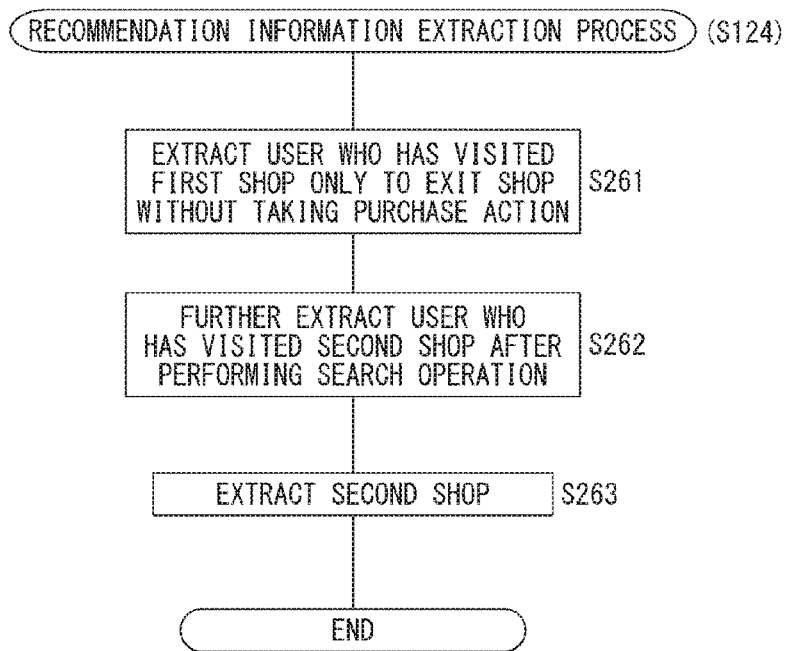 RECOMMENDATION INFORMATION EXTRACTION PROCESS (S124)
EXTRACT USER WHO HAS VISITED
FIRST SHOP ONLY TO EXIT SHOP
WITHOUT TAKING PURCHASE ACTION
S261
FURTHER EXTRACT USER WHO
HAS VISITED SECOND SHOP AFTER
PERFORMING SEARCH OPERATION
S262
EXTRACT SECOND SHOP
S263
END